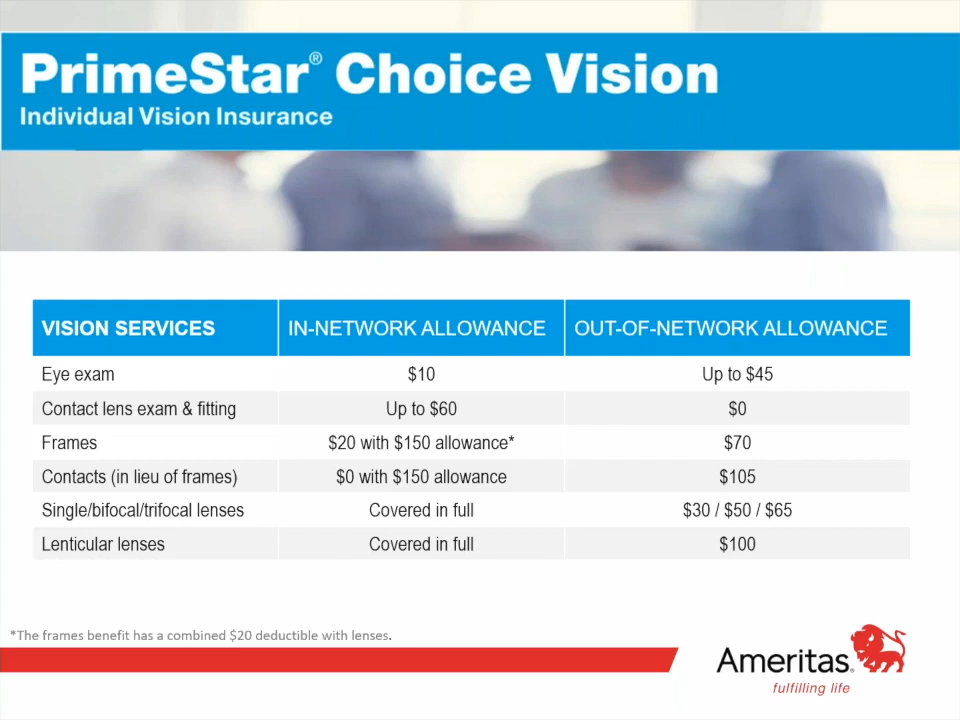 PrimeStar® Choice Vision
Individual Vision Insurance
VISION SERVICES IN-NETWORK ALLOWANCE OUT-OF-NETWORK ALLOWANCE
Eye exam $10 Up to $45
Contact lens exam & fitting Up to $60 $0
Frames $20 with $150 allowance* $70
Contacts (in lieu of frames) $0 with $150 allowance $105
Single/bifocal/trifocal lenses Covered in full $30 / $50 / $65
Lenticular lenses Covered in full $100
*The frames benefit has a combined $20 deductible with lenses.
Ameritas®
fulfilling life